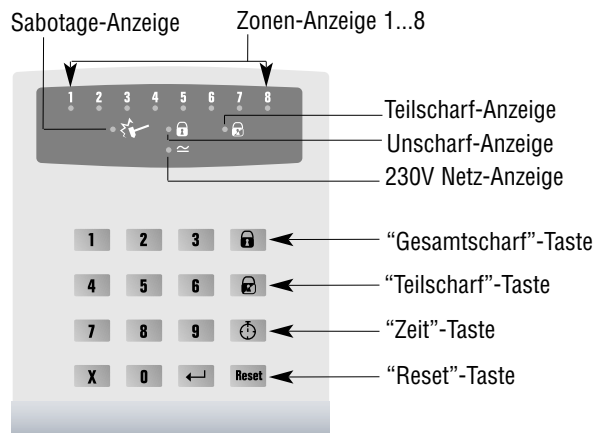 Sabotage-Anzeige Zonen-Anzeige 1...8
1 2 3 4 5 6 7 8
Teilscharf-Anzeige
Unscharf-Anzeige
230V Netz-Anzeige
1 2 3 “Gesamtscharf”-Taste
4 5 6 “Teilscharf”-Taste
7 8 9 “Zeit”-Taste
X 0 Reset “Reset”-Taste